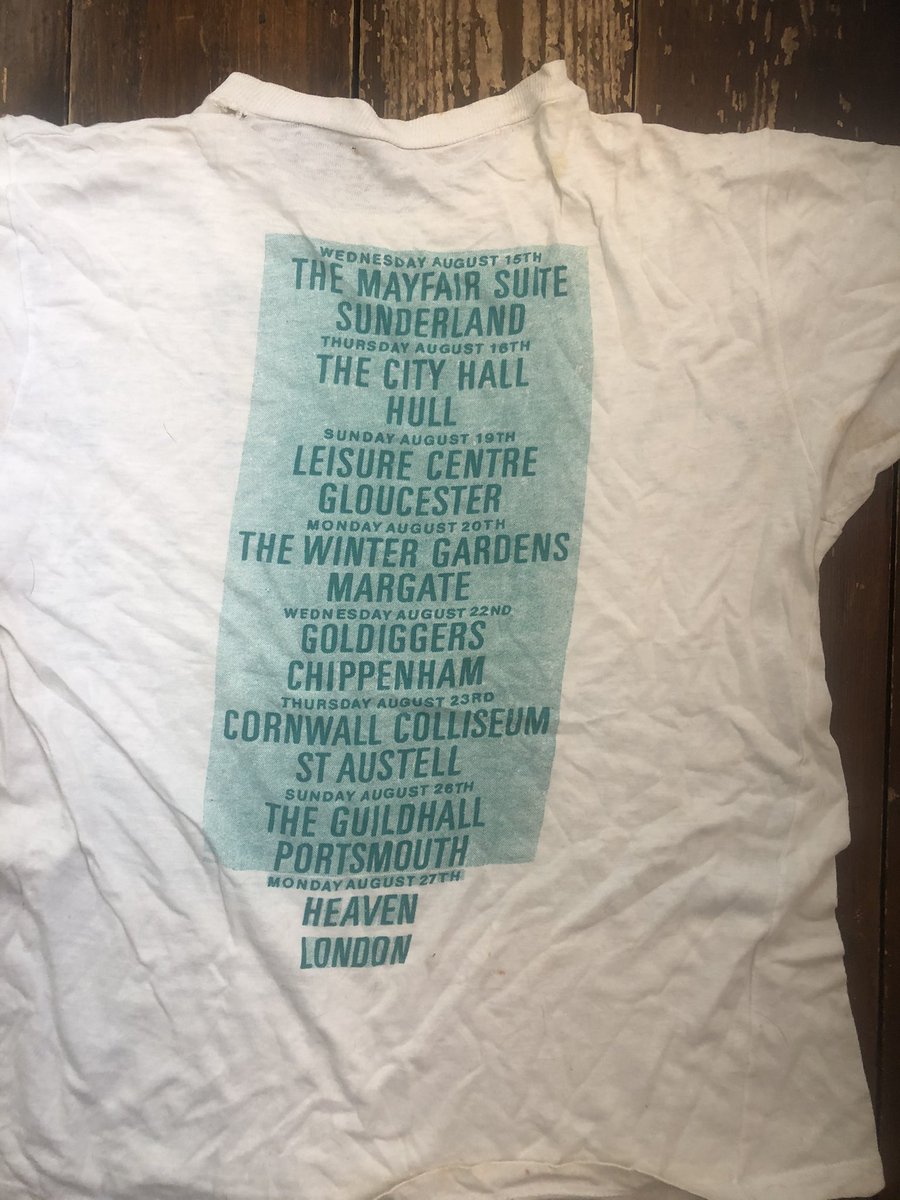 WEDNESDAY AUGUST 15TH
THE MAYFAIR SUITE
SUNDERLAND
THURSDAY AUGUST 16TH
THE CITY HALL
HULL
SUNDAY AUGUST 19TH
LEISURE CENTRE
GLOUCESTER
MONDAY AUGUST 20TH
THE WINTER GARDENS
MARGATE
WEDNESDAY AUGUST 22ND
GOLDIGGERS
CHIPPENHAM
THURSDAY AUGUST 23RD
CORNWALL COLLISEUM
ST AUSTELL
SUNDAY AUGUST 26TH
THE GUILDHALL
PORTSMOUTH
MONDAY AUGUST 27TH
HEAVEN
LONDON